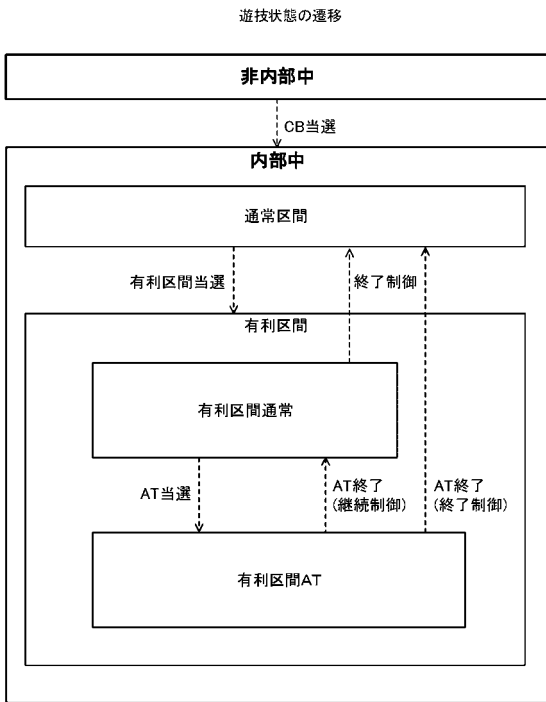 遊技状態の遷移
非内部中
CB当選
内部中
通常区間
有利区間当選
終了制御
有利区間
有利区間通常
AT当選
AT終了
(継続制御)
AT終了
(終了制御)
有利区間AT